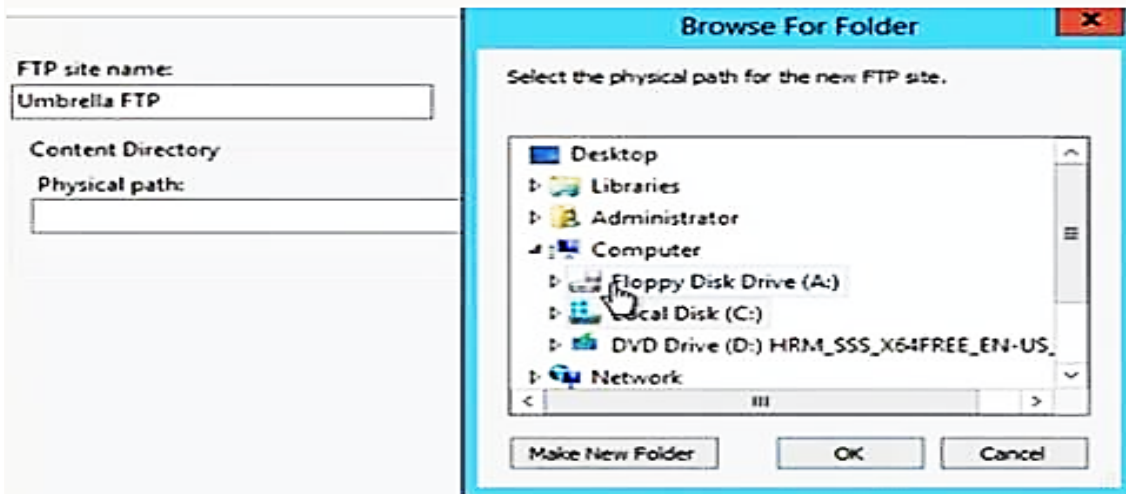 FTP site name:
Umbrella FTP
Content Directory
Physical path:
Browse For Folder
Select the physical path for the new FTP site.
Desktop
Libraries
Administrator
Computer
Floppy Disk Drive (A:)
Local Disk (C:)
DVD Drive (D:) HRM_SSS_X64FREE_EN-US_
Network
Make New Folder
OK
Cancel